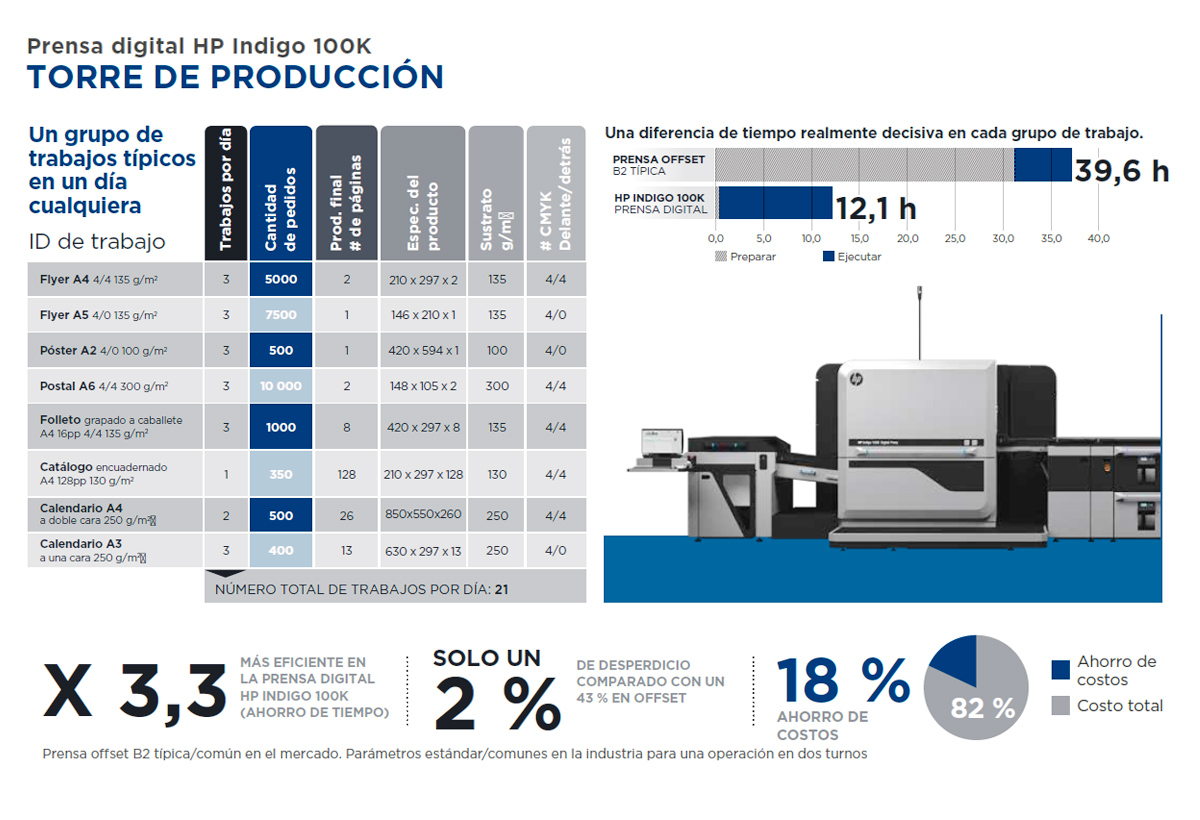 Prensa digital HP Indigo 100K
TORRE DE PRODUCCIÓN
Un grupo de
trabajos típicos
en un día
cualquiera
ID de trabajo
Trabajos por día
Cantidad
de pedidos
Prod. final
# de páginas
Espec. del
producto
Sustrato
g/m
# CMYK
Delante/detrás
Flyer A4 4/4 135 g/m² 3 5000 2 210 x 297 x 2 135 4/4
Flyer A5 4/0 135 g/m² 3 7500 1 146 x 210 x 1 135 4/0
Póster A2 4/0 100 g/m² 3 500 1 420 x 594 x 1 100 4/0
Postal A6 4/4 300 g/m² 3 10 000 2 148 x 105 x 2 300 4/4
Folleto grapado a caballete
A4 16pp 4/4 135 g/m² 3 1000 8 420 x 297 x 8 135 4/4
Catálogo encuadernado
A4 128pp 130 g/m² 1 350 128 210 x 297 x 128 130 4/4
Calendario A4
a doble cara 250 g/m² 2 500 26 850x550x260 250 4/4
Calendario A3
a una cara 250 g/m² 3 400 13 630 x 297 x 13 250 4/0
NÚMERO TOTAL DE TRABAJOS POR DÍA: 21
Una diferencia de tiempo realmente decisiva en cada grupo de trabajo.
PRENSA OFFSET
B2 TÍPICA
39,6 h
HP INDIGO 100K
PRENSA DIGITAL
12,1 h
0,0 5,0 10,0 15,0 20,0 25,0 30,0 35,0 40,0
Preparar Ejecutar
hp
HP Indigo 100K Digital Press
X 3,3
MÁS EFICIENTE EN
LA PRENSA DIGITAL
HP INDIGO 100K
(AHORRO DE TIEMPO)
SOLO UN
2 %
DE DESPERDICIO
COMPARADO CON UN
43 % EN OFFSET
18 %
AHORRO DE
COSTOS
82 %
Ahorro de
costos
Costo total
Prensa offset B2 típica/común en el mercado. Parámetros estándar/comunes en la industria para una operación en dos turnos